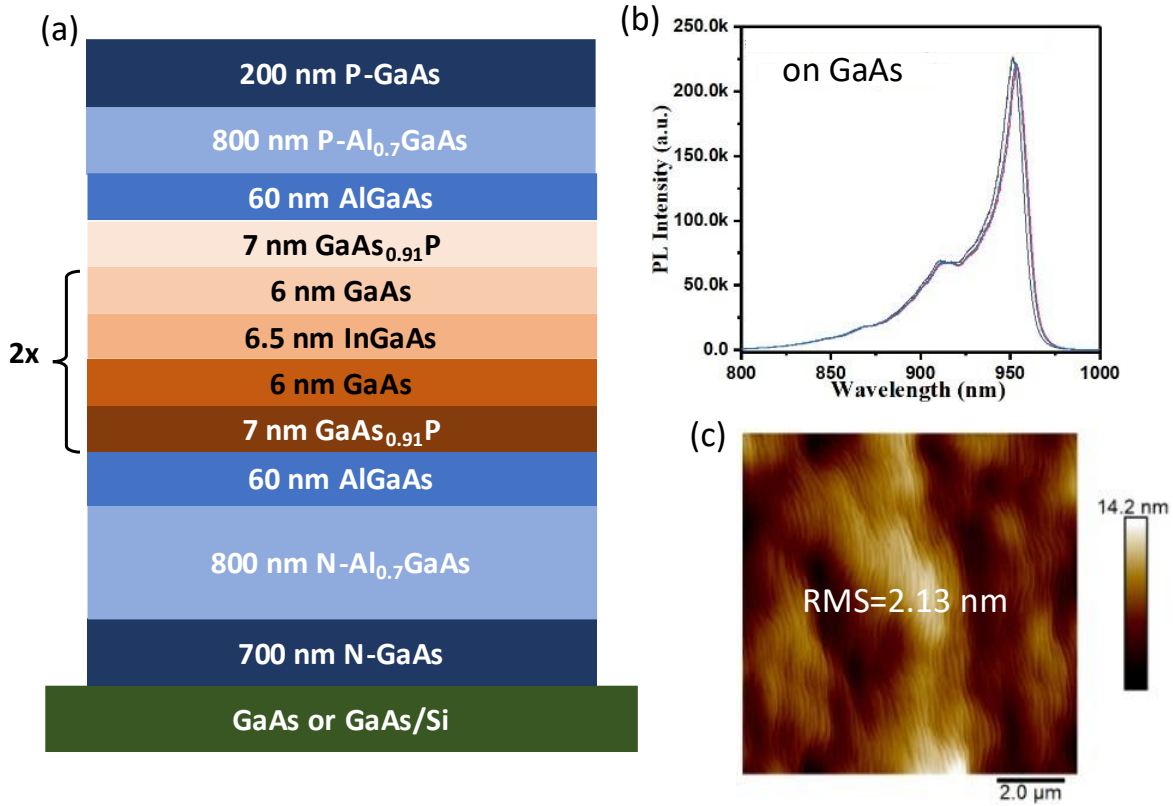 (a)
200 nm P-GaAs
800 nm P-Al₀.₇GaAs
60 nm AlGaAs
7 nm GaAs₀.₉₁P
6 nm GaAs
6.5 nm InGaAs
2x
6 nm GaAs
7 nm GaAs₀.₉₁P
60 nm AlGaAs
800 nm N-Al₀.₇GaAs
700 nm N-GaAs
GaAs or GaAs/Si
(b)
on GaAs
PL Intensity (a.u.)
250.0k
200.0k
150.0k
100.0k
50.0k
0.0
800
850
900
950
1000
Wavelength (nm)
(c)
RMS=2.13 nm
14.2 nm
2.0 µm